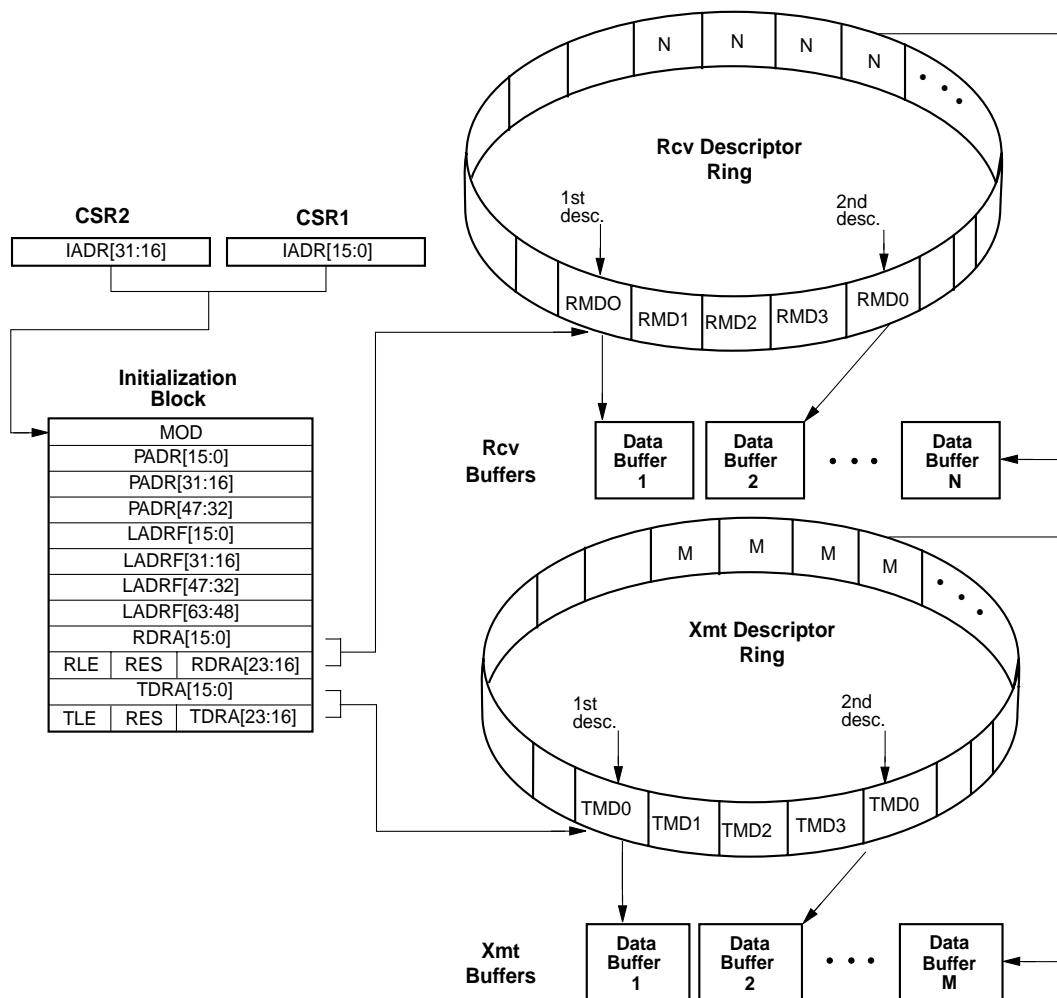 N N N N
Rcv Descriptor
Ring
1st
desc.
2nd
desc.
CSR2
CSR1
IADR[31:16]
IADR[15:0]
RMDO RMD1 RMD2 RMD3 RMD0
Initialization
Block
MOD
PADR[15:0]
PADR[31:16]
PADR[47:32]
LADRF[15:0]
LADRF[31:16]
LADRF[47:32]
LADRF[63:48]
RDRA[15:0]
RLE RES RDRA[23:16]
TDRA[15:0]
TLE RES TDRA[23:16]
Rcv
Buffers
Data
Buffer
1
Data
Buffer
2
• • •
Data
Buffer
N
M M M M
Xmt Descriptor
Ring
1st
desc.
2nd
desc.
TMD0 TMD1 TMD2 TMD3 TMD0
Xmt
Buffers
Data
Buffer
1
Data
Buffer
2
• • •
Data
Buffer
M